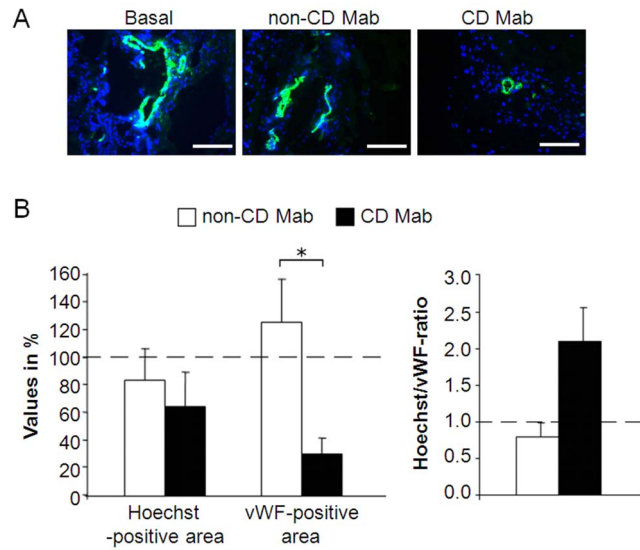 A
Basal
non-CD Mab
CD Mab
B
non-CD Mab
CD Mab
Values in %
160
140
120
100
80
60
40
20
0
*
Hoechst
-positive area
vWF-positive
area
Hoechst/vWF-ratio
3.0
2.5
2.0
1.5
1.0
0.5
0.0